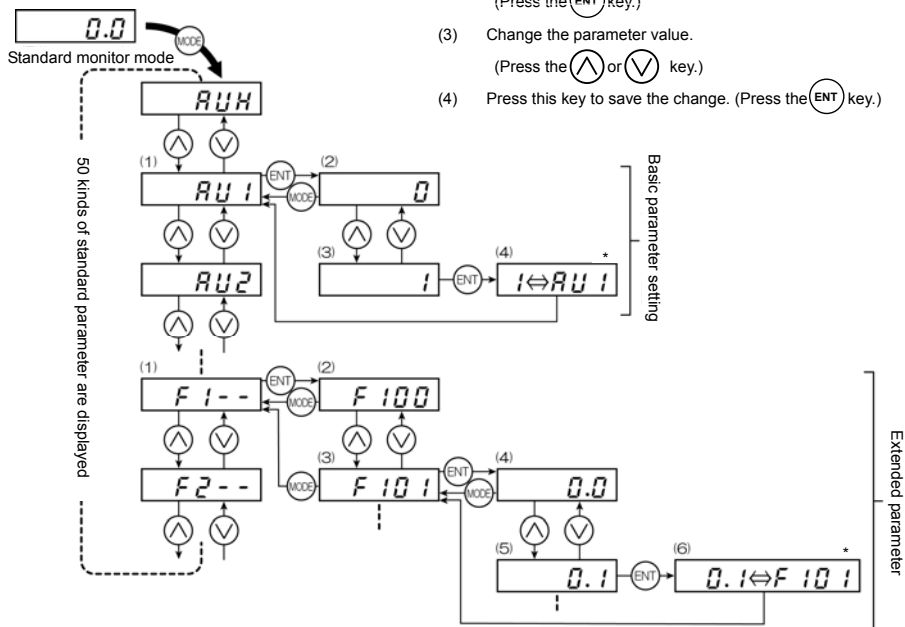 (Press the ENT key.)
0.0
MODE
Standard monitor mode
(3) Change the parameter value.
(Press the or key.)
(4) Press this key to save the change. (Press the ENT key.)
AUH
50 kinds of standard parameter are displayed
(1) ENT (2)
AU1 MODE 0
(3) (4) *
AU2 1 ENT 1⇔AU1
Basic parameter setting
(1) ENT (2)
F1-- MODE F100
(3) ENT (4)
F2-- MODE F101 MODE 0.0
(5) (6) *
0.1 ENT 0.1⇔F101
Extended parameter